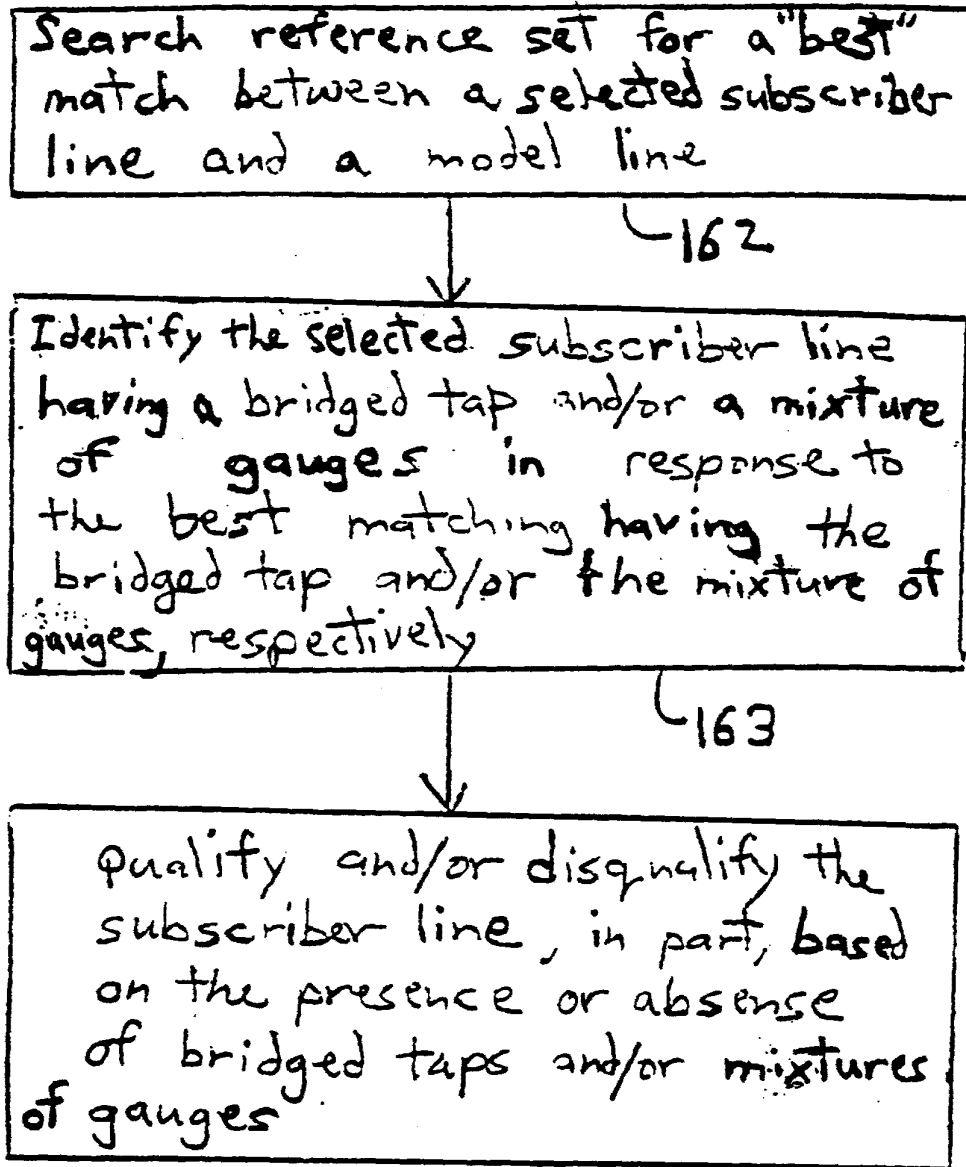 Search reference set for a "best"
match between a selected subscriber
line and a model line
162
Identify the selected subscriber line
having a bridged tap and/or a mixture
of gauges in response to
the best matching having the
bridged tap and/or the mixture of
gauges, respectively
163
Qualify and/or disqualify the
subscriber line, in part, based
on the presence or absense
of bridged taps and/or mixtures
of gauges